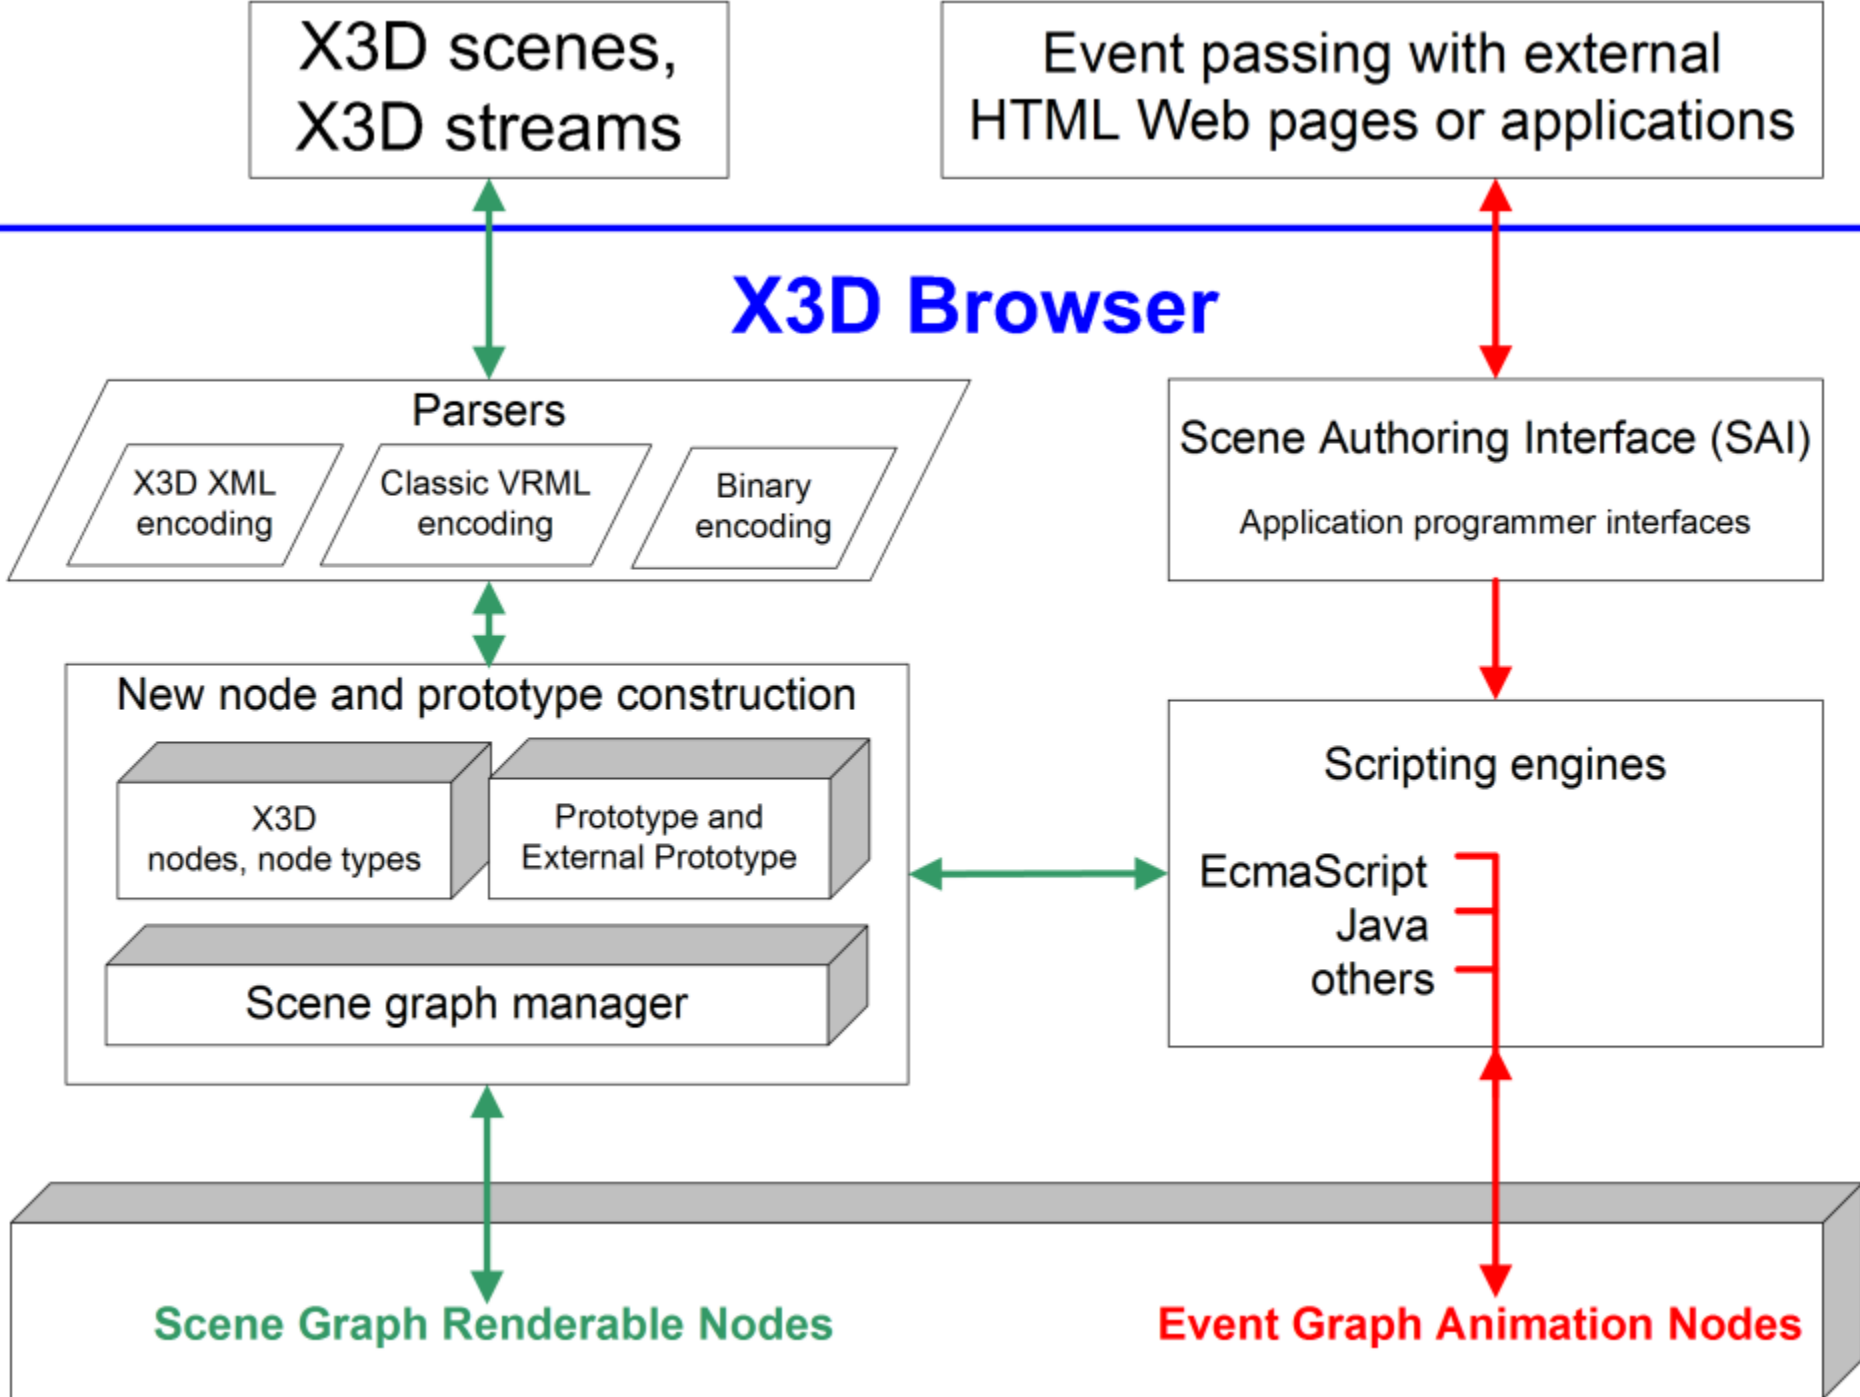 X3D scenes,
X3D streams
Event passing with external
HTML Web pages or applications
X3D Browser
Parsers
X3D XML
encoding
Classic VRML
encoding
Binary
encoding
Scene Authoring Interface (SAI)
Application programmer interfaces
New node and prototype construction
X3D
nodes, node types
Prototype and
External Prototype
Scene graph manager
Scripting engines
EcmaScript
Java
others
Scene Graph Renderable Nodes
Event Graph Animation Nodes